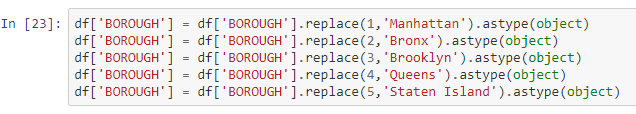 In [23]: df['BOROUGH'] = df['BOROUGH'].replace(1,'Manhattan').astype(object)
df['BOROUGH'] = df['BOROUGH'].replace(2,'Bronx').astype(object)
df['BOROUGH'] = df['BOROUGH'].replace(3,'Brooklyn').astype(object)
df['BOROUGH'] = df['BOROUGH'].replace(4,'Queens').astype(object)
df['BOROUGH'] = df['BOROUGH'].replace(5,'Staten Island').astype(object)